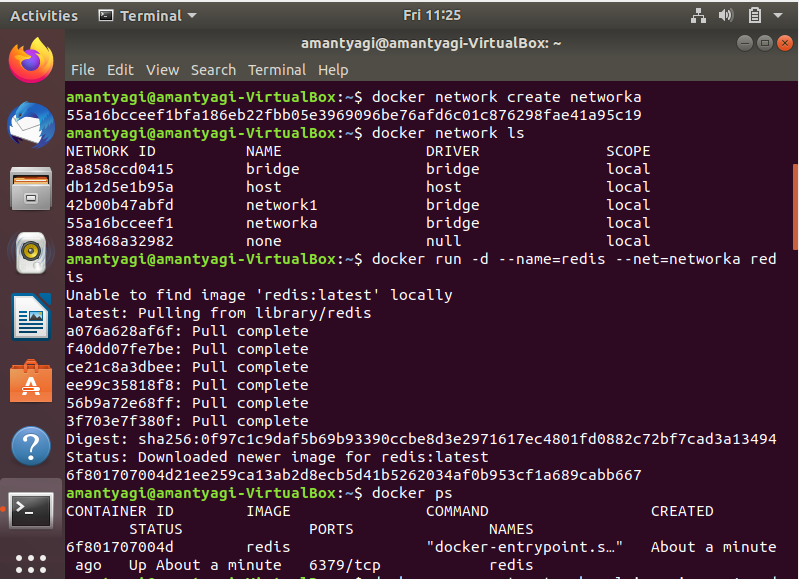 Activities Terminal Fri 11:25
amantyagi@amantyagi-VirtualBox: ~
File Edit View Search Terminal Help
amantyagi@amantyagi-VirtualBox:~$ docker network create networka
55a16bcceef1bfa186eb22fbb05e3969096be76afd6c01c876298fae41a95c19
amantyagi@amantyagi-VirtualBox:~$ docker network ls
NETWORK ID NAME DRIVER SCOPE
2a858ccd0415 bridge bridge local
db12d5e1b95a host host local
42b00b47abfd network1 bridge local
55a16bcceef1 networka bridge local
388468a32982 none null local
amantyagi@amantyagi-VirtualBox:~$ docker run -d --name=redis --net=networka red
is
Unable to find image 'redis:latest' locally
latest: Pulling from library/redis
a076a628af6f: Pull complete
f40dd07fe7be: Pull complete
ce21c8a3dbee: Pull complete
ee99c35818f8: Pull complete
56b9a72e68ff: Pull complete
3f703e7f380f: Pull complete
Digest: sha256:0f97c1c9daf5b69b93390ccbe8d3e2971617ec4801fd0882c72bf7cad3a13494
Status: Downloaded newer image for redis:latest
6f801707004d21ee259ca13ab2d8ecb5d41b5262034af0b953cf1a689cabb667
amantyagi@amantyagi-VirtualBox:~$ docker ps
CONTAINER ID IMAGE COMMAND CREATED
STATUS PORTS NAMES
6f801707004d redis "docker-entrypoint.s…" About a minute
ago Up About a minute 6379/tcp redis